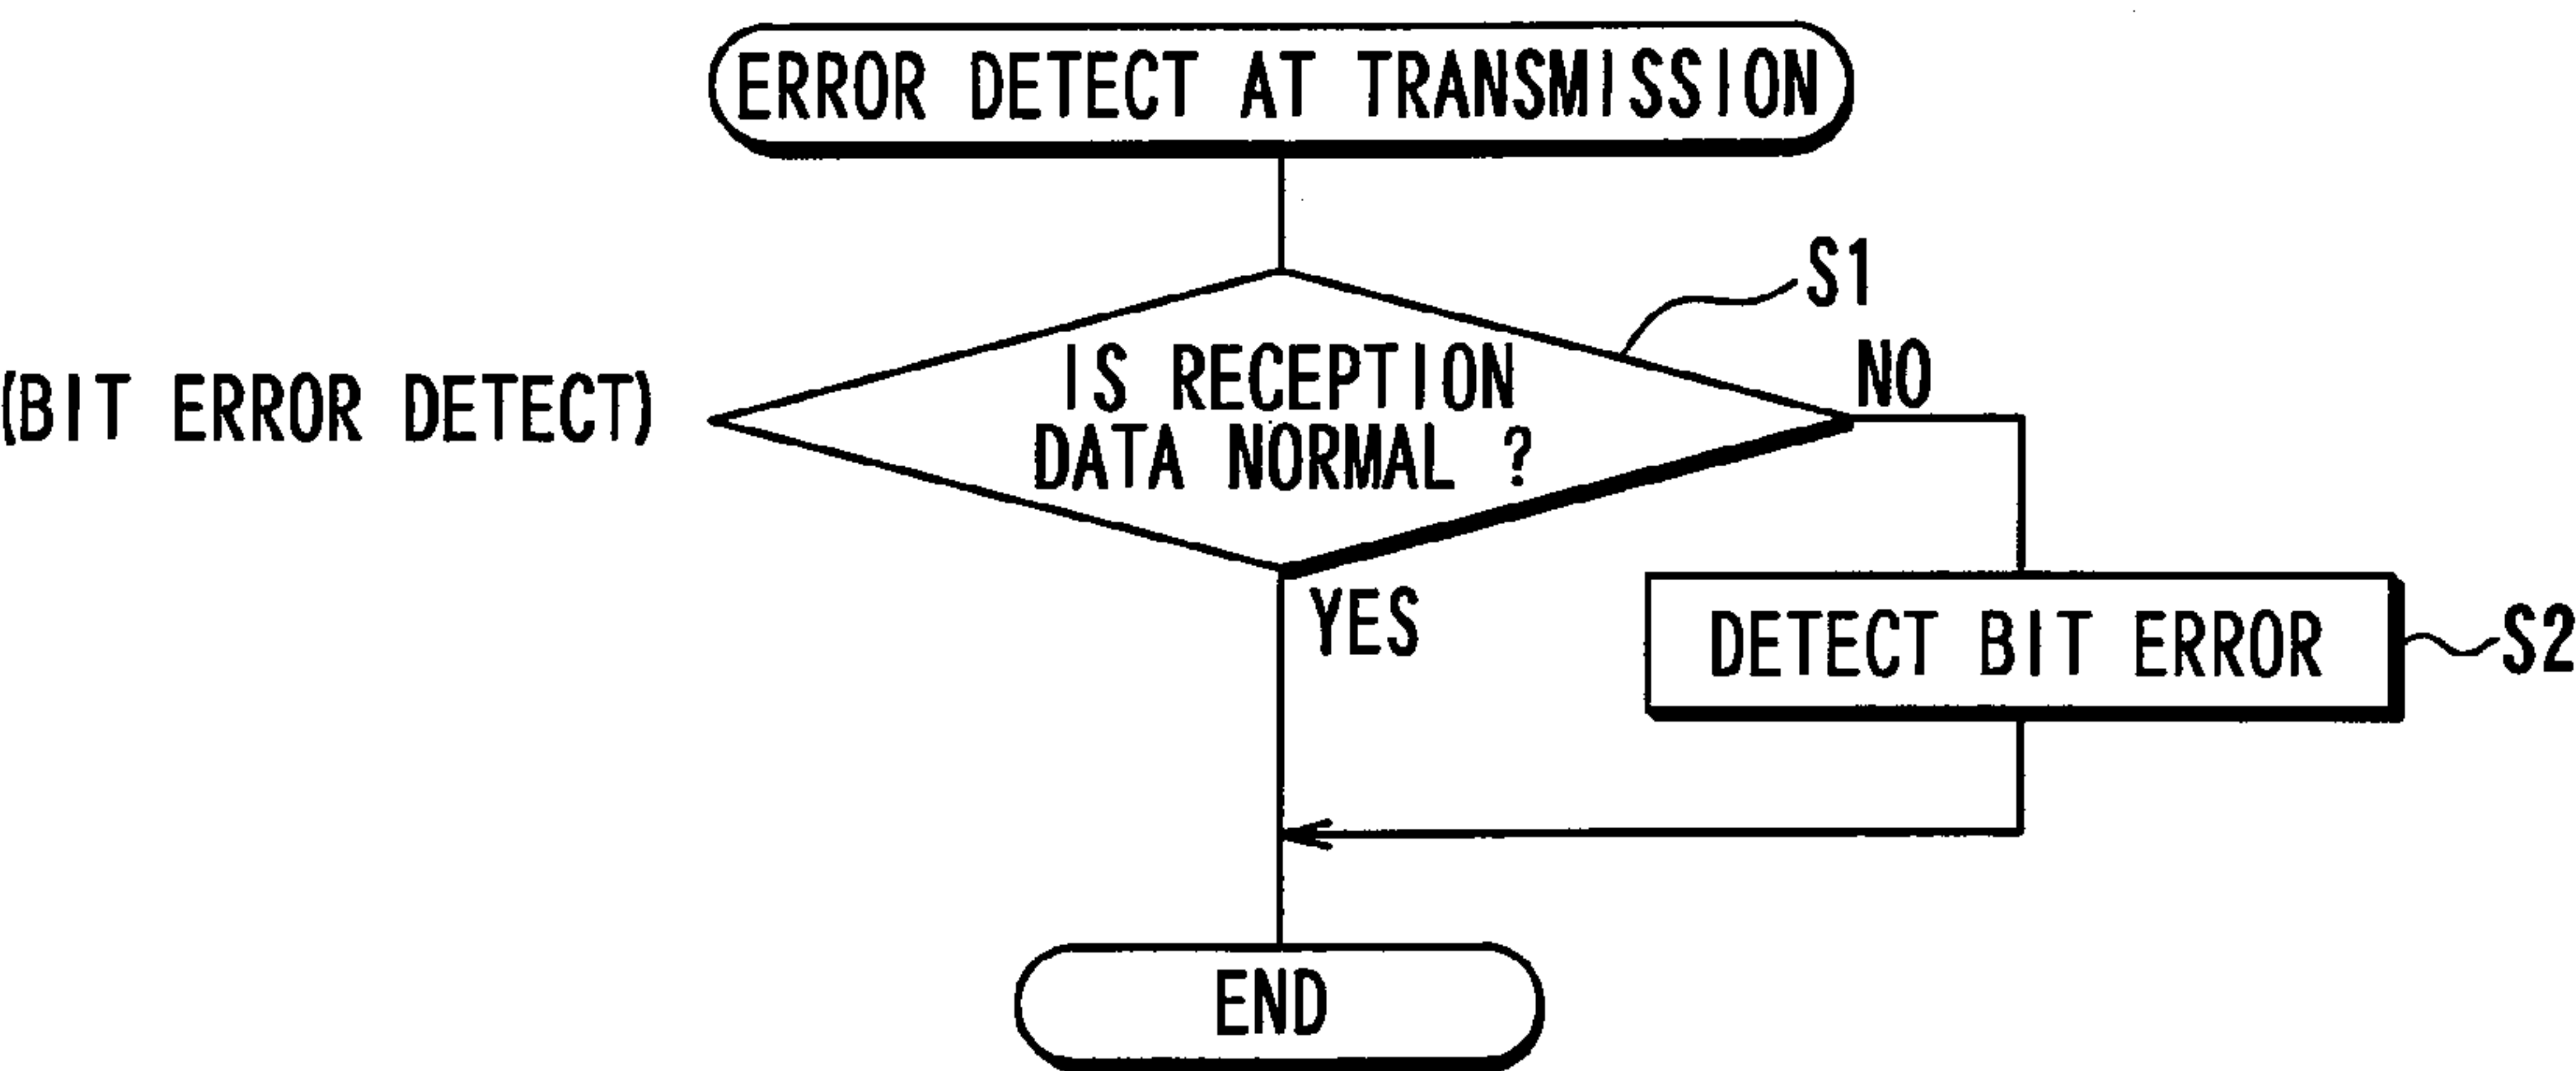 ERROR DETECT AT TRANSMISSION
S1
(BIT ERROR DETECT)
IS RECEPTION
DATA NORMAL ?
NO
YES
DETECT BIT ERROR
S2
END